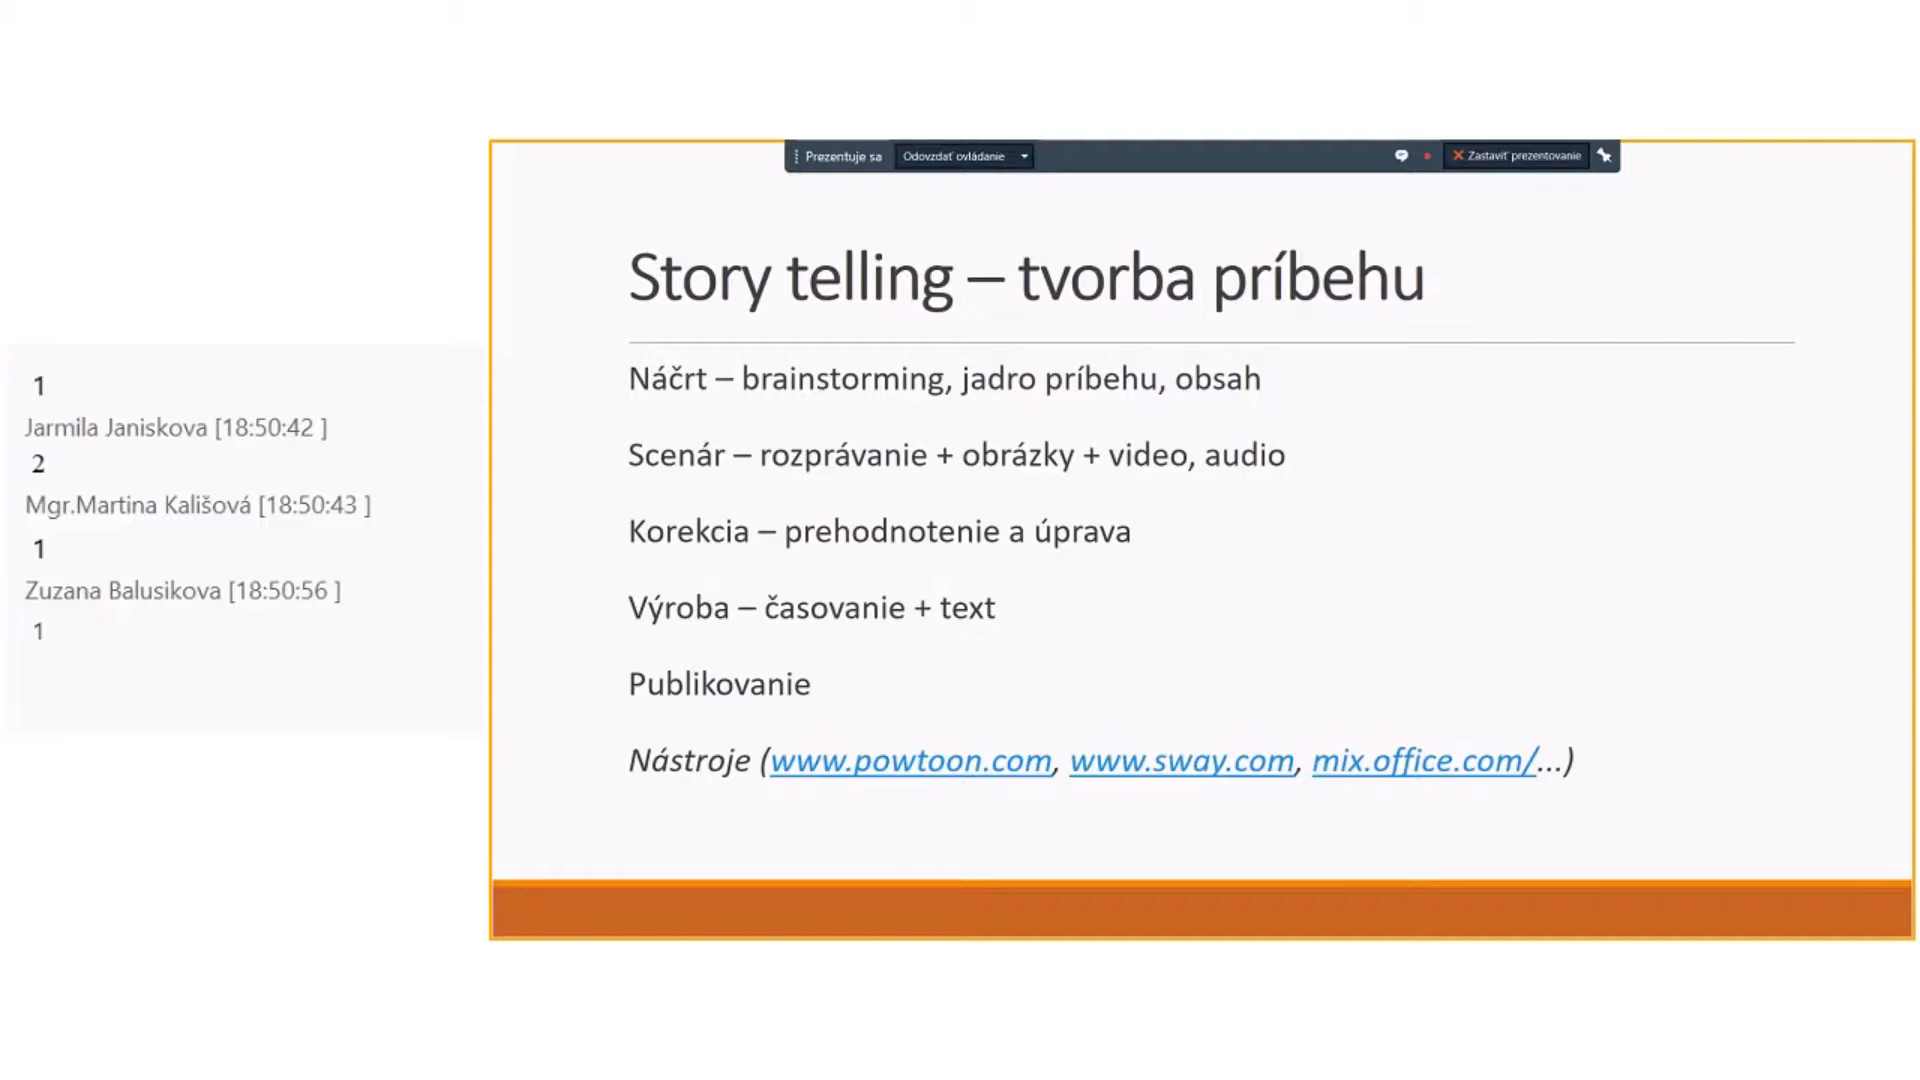 1
Jarmila Janiskova [18:50:42 ]
2
Mgr.Martina Kališová [18:50:43 ]
1
Zuzana Balusikova [18:50:56 ]
1
Prezentuje sa
Odovzdať ovládanie
Zastaviť prezentovanie
Story telling – tvorba príbehu
Náčrt – brainstorming, jadro príbehu, obsah
Scenár – rozprávanie + obrázky + video, audio
Korekcia – prehodnotenie a úprava
Výroba – časovanie + text
Publikovanie
Nástroje (www.powtoon.com, www.sway.com, mix.office.com/...)